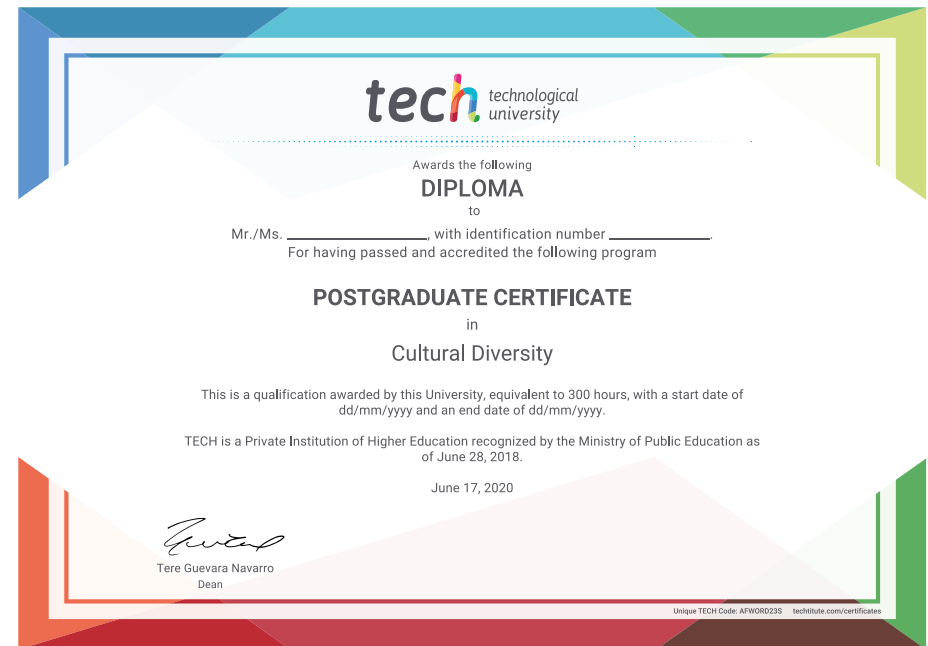 tech technological
university
Awards the following
DIPLOMA
to
Mr./Ms. ____________________, with identification number ______________.
For having passed and accredited the following program
POSTGRADUATE CERTIFICATE
in
Cultural Diversity
This is a qualification awarded by this University, equivalent to 300 hours, with a start date of
dd/mm/yyyy and an end date of dd/mm/yyyy.
TECH is a Private Institution of Higher Education recognized by the Ministry of Public Education as
of June 28, 2018.
June 17, 2020
Tere Guevara Navarro
Dean
Unique TECH Code: AFWORD23S techtitute.com/certificates